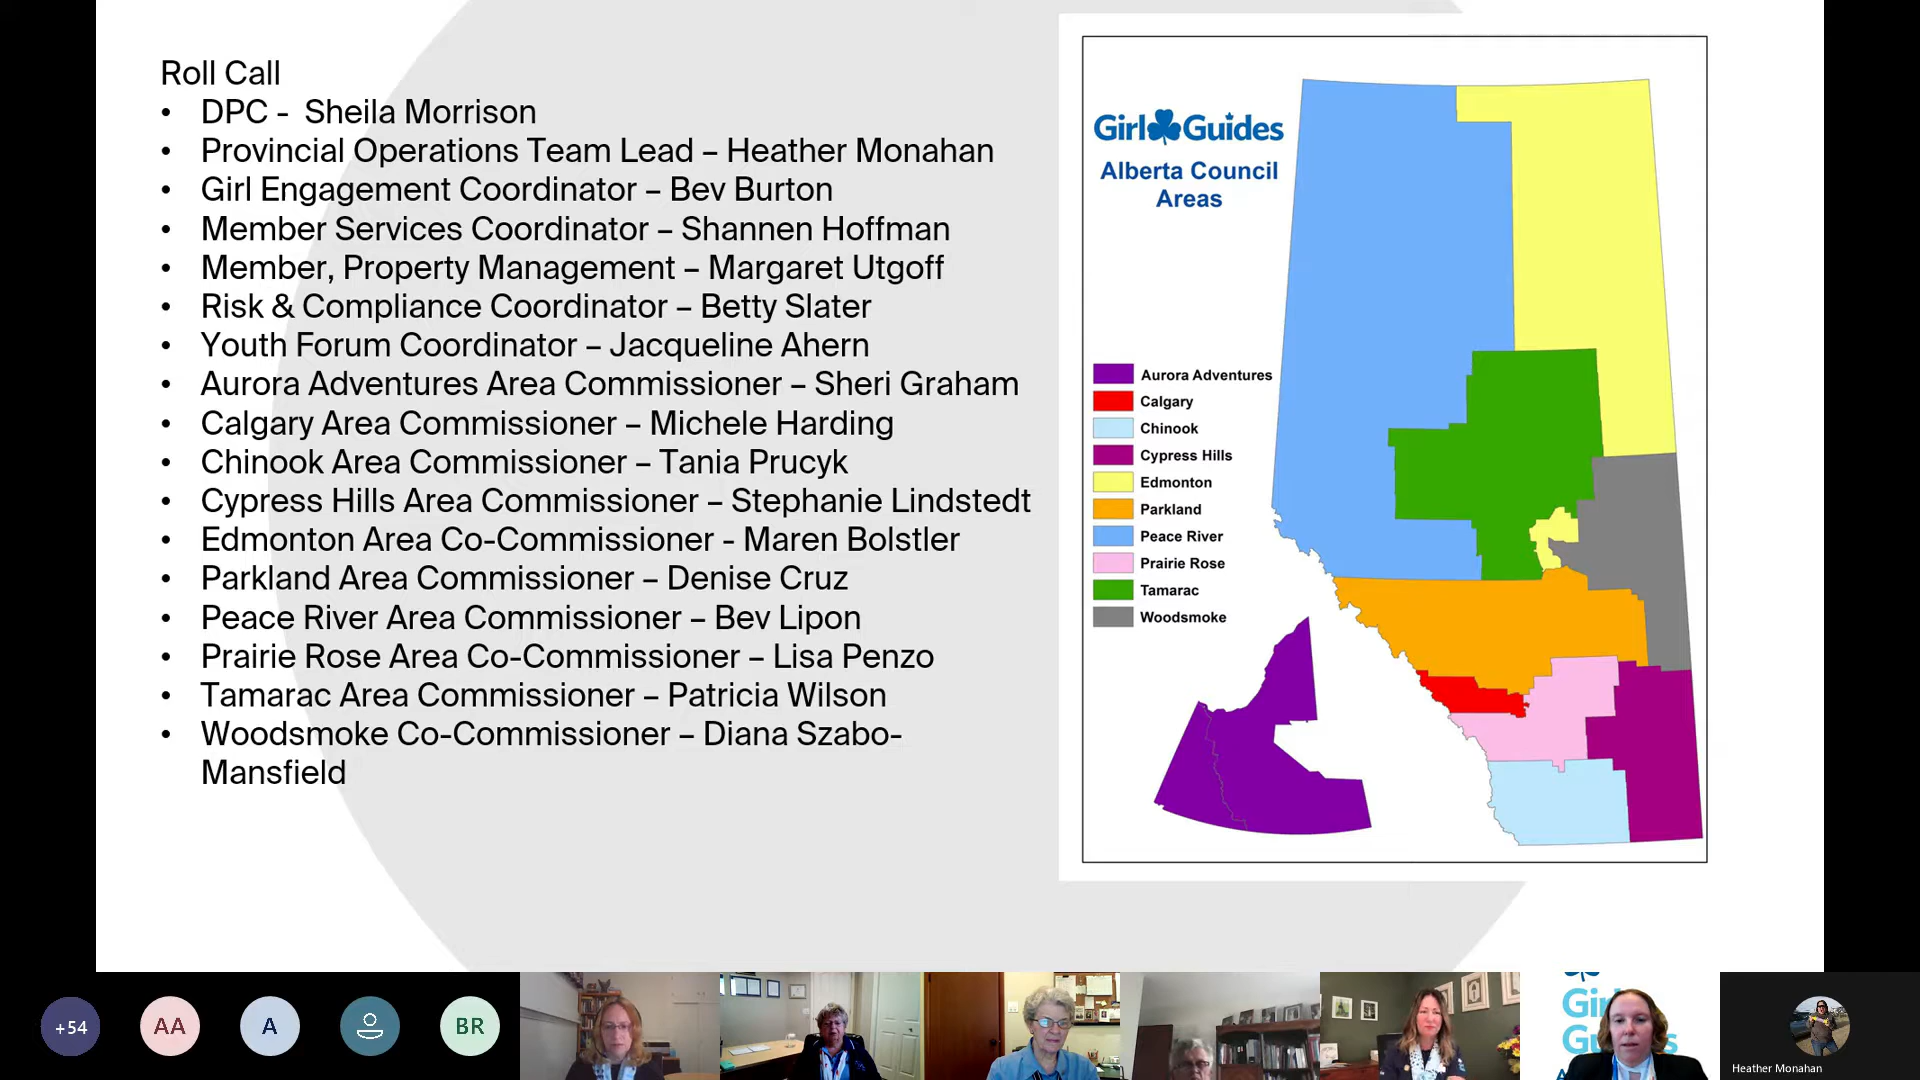 Roll Call
• DPC -  Sheila Morrison
• Provincial Operations Team Lead – Heather Monahan
• Girl Engagement Coordinator – Bev Burton
• Member Services Coordinator – Shannen Hoffman
• Member, Property Management – Margaret Utgoff
• Risk & Compliance Coordinator – Betty Slater
• Youth Forum Coordinator – Jacqueline Ahern
• Aurora Adventures Area Commissioner – Sheri Graham
• Calgary Area Commissioner – Michele Harding
• Chinook Area Commissioner – Tania Prucyk
• Cypress Hills Area Commissioner – Stephanie Lindstedt
• Edmonton Area Co-Commissioner - Maren Bolstler
• Parkland Area Commissioner – Denise Cruz
• Peace River Area Commissioner – Bev Lipon
• Prairie Rose Area Co-Commissioner – Lisa Penzo
• Tamarac Area Commissioner – Patricia Wilson
• Woodsmoke Co-Commissioner – Diana Szabo-
Mansfield
Girl Guides
Alberta Council
Areas
Aurora Adventures
Calgary
Chinook
Cypress Hills
Edmonton
Parkland
Peace River
Prairie Rose
Tamarac
Woodsmoke
+54
AA
A
BR
Heather Monahan